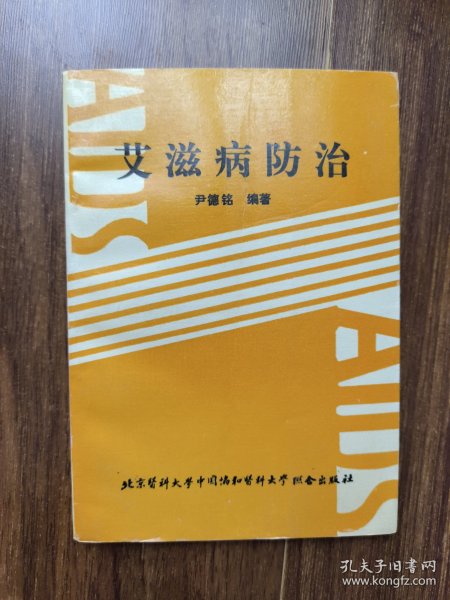 AIDS
艾滋病防治
尹德铭 编著
AIDS
北京医科大学中国协和医科大学 联合出版社
孔夫子旧书网
www.kongfz.com